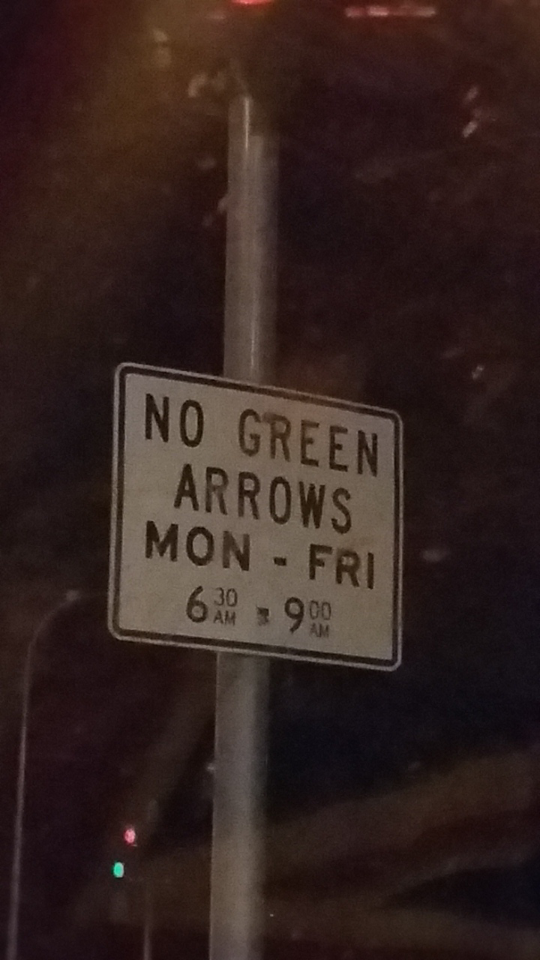 NO GREEN
ARROWS
MON - FRI
6 30 AM - 9 00 AM